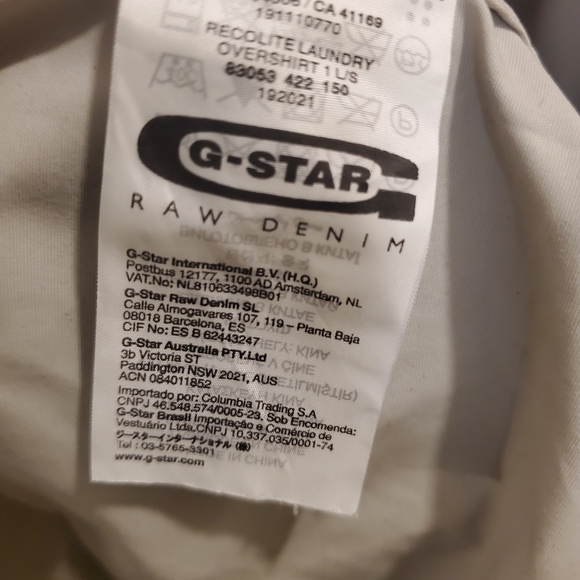 / CA 41169
191110770
RECOLITE LAUNDRY
OVERSHIRT 1 L/S
83053 422 150
192021
G-STAR
RAW DENIM
G-Star International B.V. (H.Q.)
Postbus 12177, 1100 AD Amsterdam, NL
VAT.No: NL810633498B01
G-Star Raw Denim SL
Calle Almogavares 107, 119 – Planta Baja
08018 Barcelona, ES
CIF No: ES B 62443247
G-Star Australia PTY.Ltd
3b Victoria ST
Paddington NSW 2021, AUS
ACN 084011852
Importado por: Columbia Trading S.A
CNPJ 46.548.574/0005-23, Sob Encomenda:
G-Star Brasil Importação e Comércio de
Vestuário Ltda.CNPJ 10,337.035/0001-74
ジースターインターナショナル (株)
Tel : 03-5765-3301
www.g-star.com